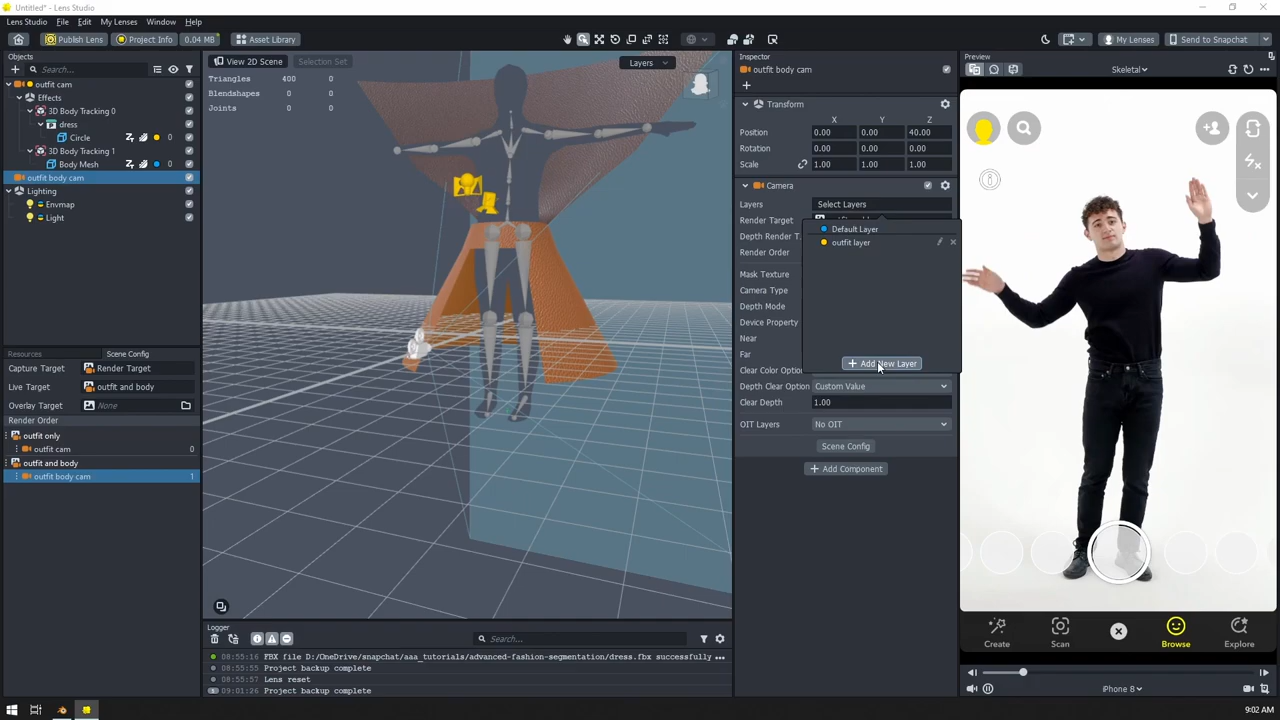 Untitled* - Lens Studio
Lens Studio File Edit My Lenses Window Help
Publish Lens Project Info 0.04 MB Asset Library My Lenses Send to Snapchat
Objects
Search...
outfit cam
Effects
3D Body Tracking 0
dress
Circle 0
3D Body Tracking 1
Body Mesh 0
outfit body cam
Lighting
Envmap
Light
Resources Scene Config
Capture Target Render Target
Live Target outfit and body
Overlay Target None
Render Order
outfit only
outfit cam 0
outfit and body
outfit body cam 1
View 2D Scene Selection Set Layers
Triangles 400 0
Blendshapes 0 0
Joints 0 0
Logger
Search...
08:55:16 FBX file D:/OneDrive/snapchat/aaa_tutorials/advanced-fashion-segmentation/dress.fbx successfully ...
08:55:55 Project backup complete
08:55:57 Lens reset
09:01:26 Project backup complete
Inspector
outfit body cam
Transform
X Y Z
Position 0.00 0.00 40.00
Rotation 0.00 0.00 0.00
Scale 1.00 1.00 1.00
Camera
Layers Select Layers
Render Target
Depth Render T...
Render Order
Mask Texture
Camera Type
Depth Mode
Device Property
Near
Far
Clear Color Optio
Default Layer
outfit layer
Add New Layer
Depth Clear Option Custom Value
Clear Depth 1.00
OIT Layers No OIT
Scene Config
Add Component
Preview
Skeletal
Create Scan Browse Explore
iPhone 8
9:02 AM